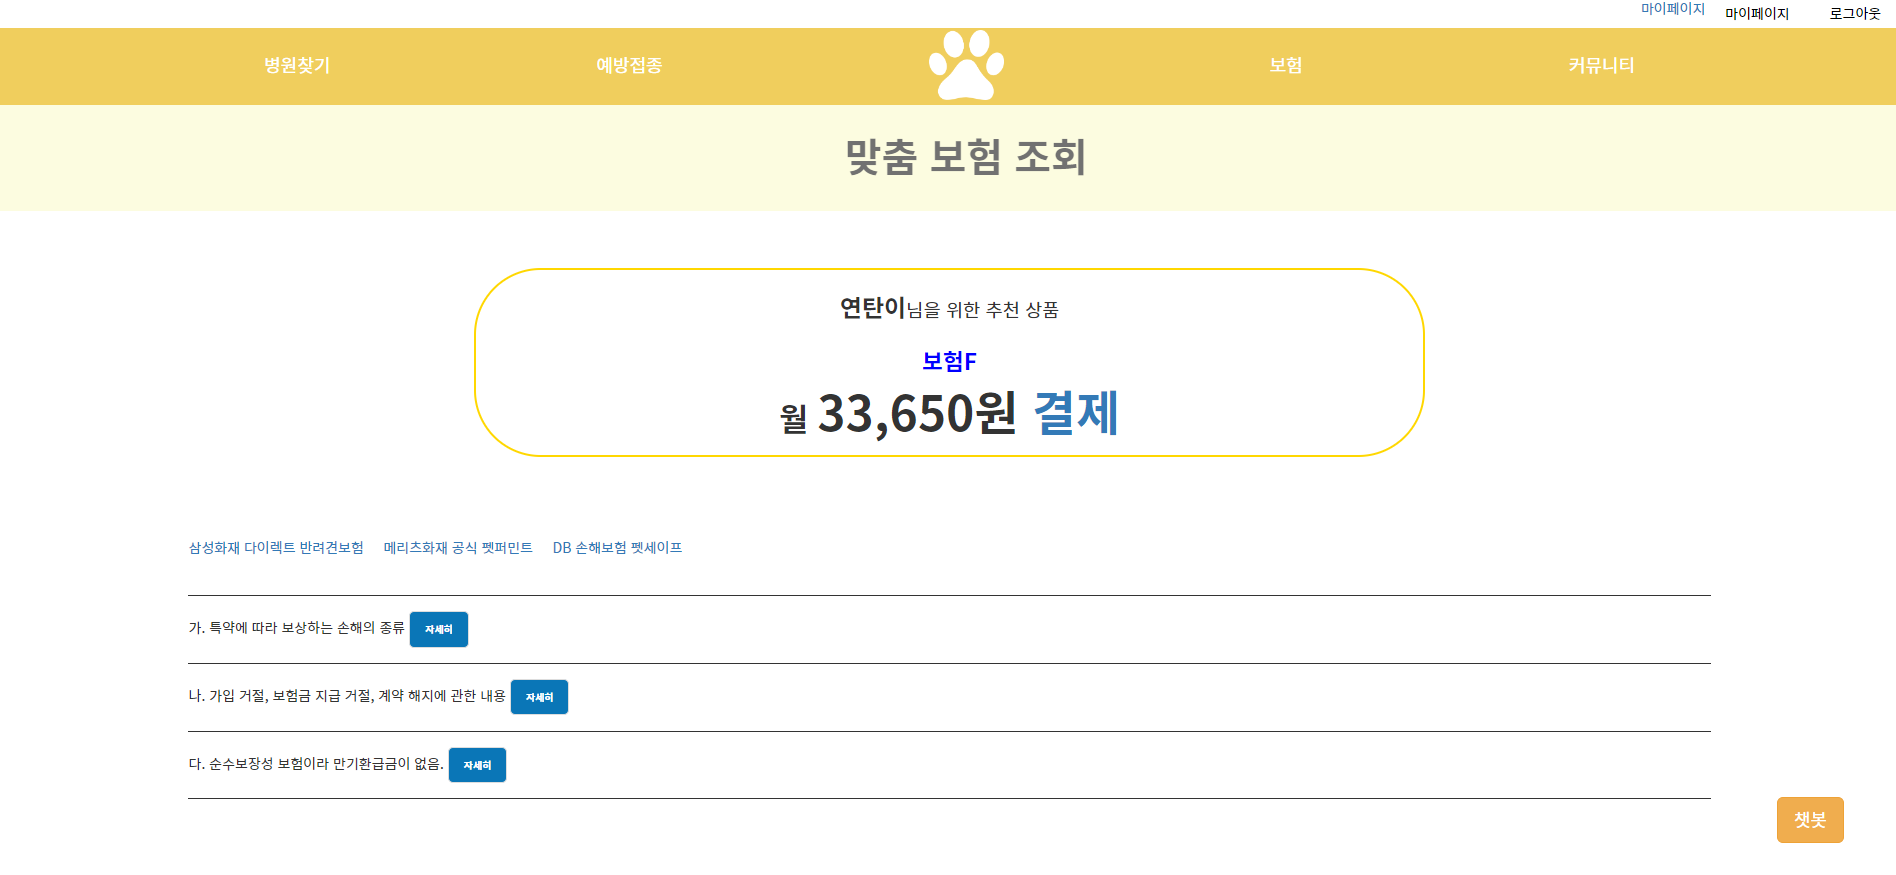 마이페이지 마이페이지 로그아웃
병원찾기 예방접종 보험 커뮤니티
맞춤 보험 조회
연탄이님을 위한 추천 상품
보험F
월 33,650원 결제
삼성화재 다이렉트 반려견보험 메리츠화재 공식 펫퍼민트 DB 손해보험 펫세이프
가. 특약에 따라 보상하는 손해의 종류 자세히
나. 가입 거절, 보험금 지급 거절, 계약 해지에 관한 내용 자세히
다. 순수보장성 보험이라 만기환급금이 없음. 자세히
챗봇